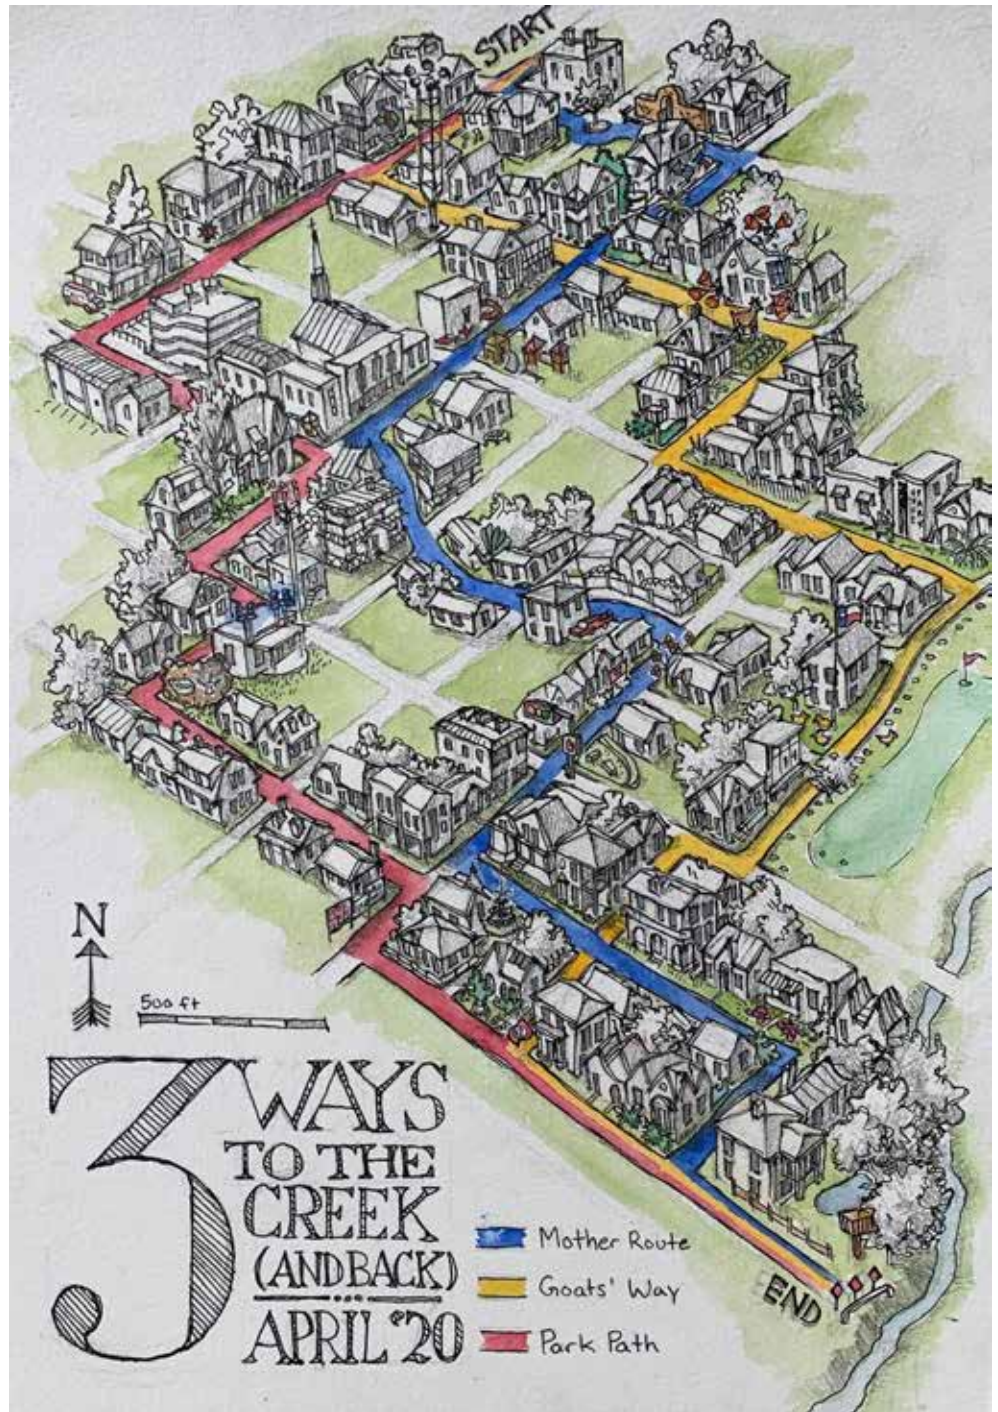 START
N
500 ft
3 WAYS
TO THE
CREEK
(AND BACK)
APRIL '20
Mother Route
Goats' Way
Park Path
END